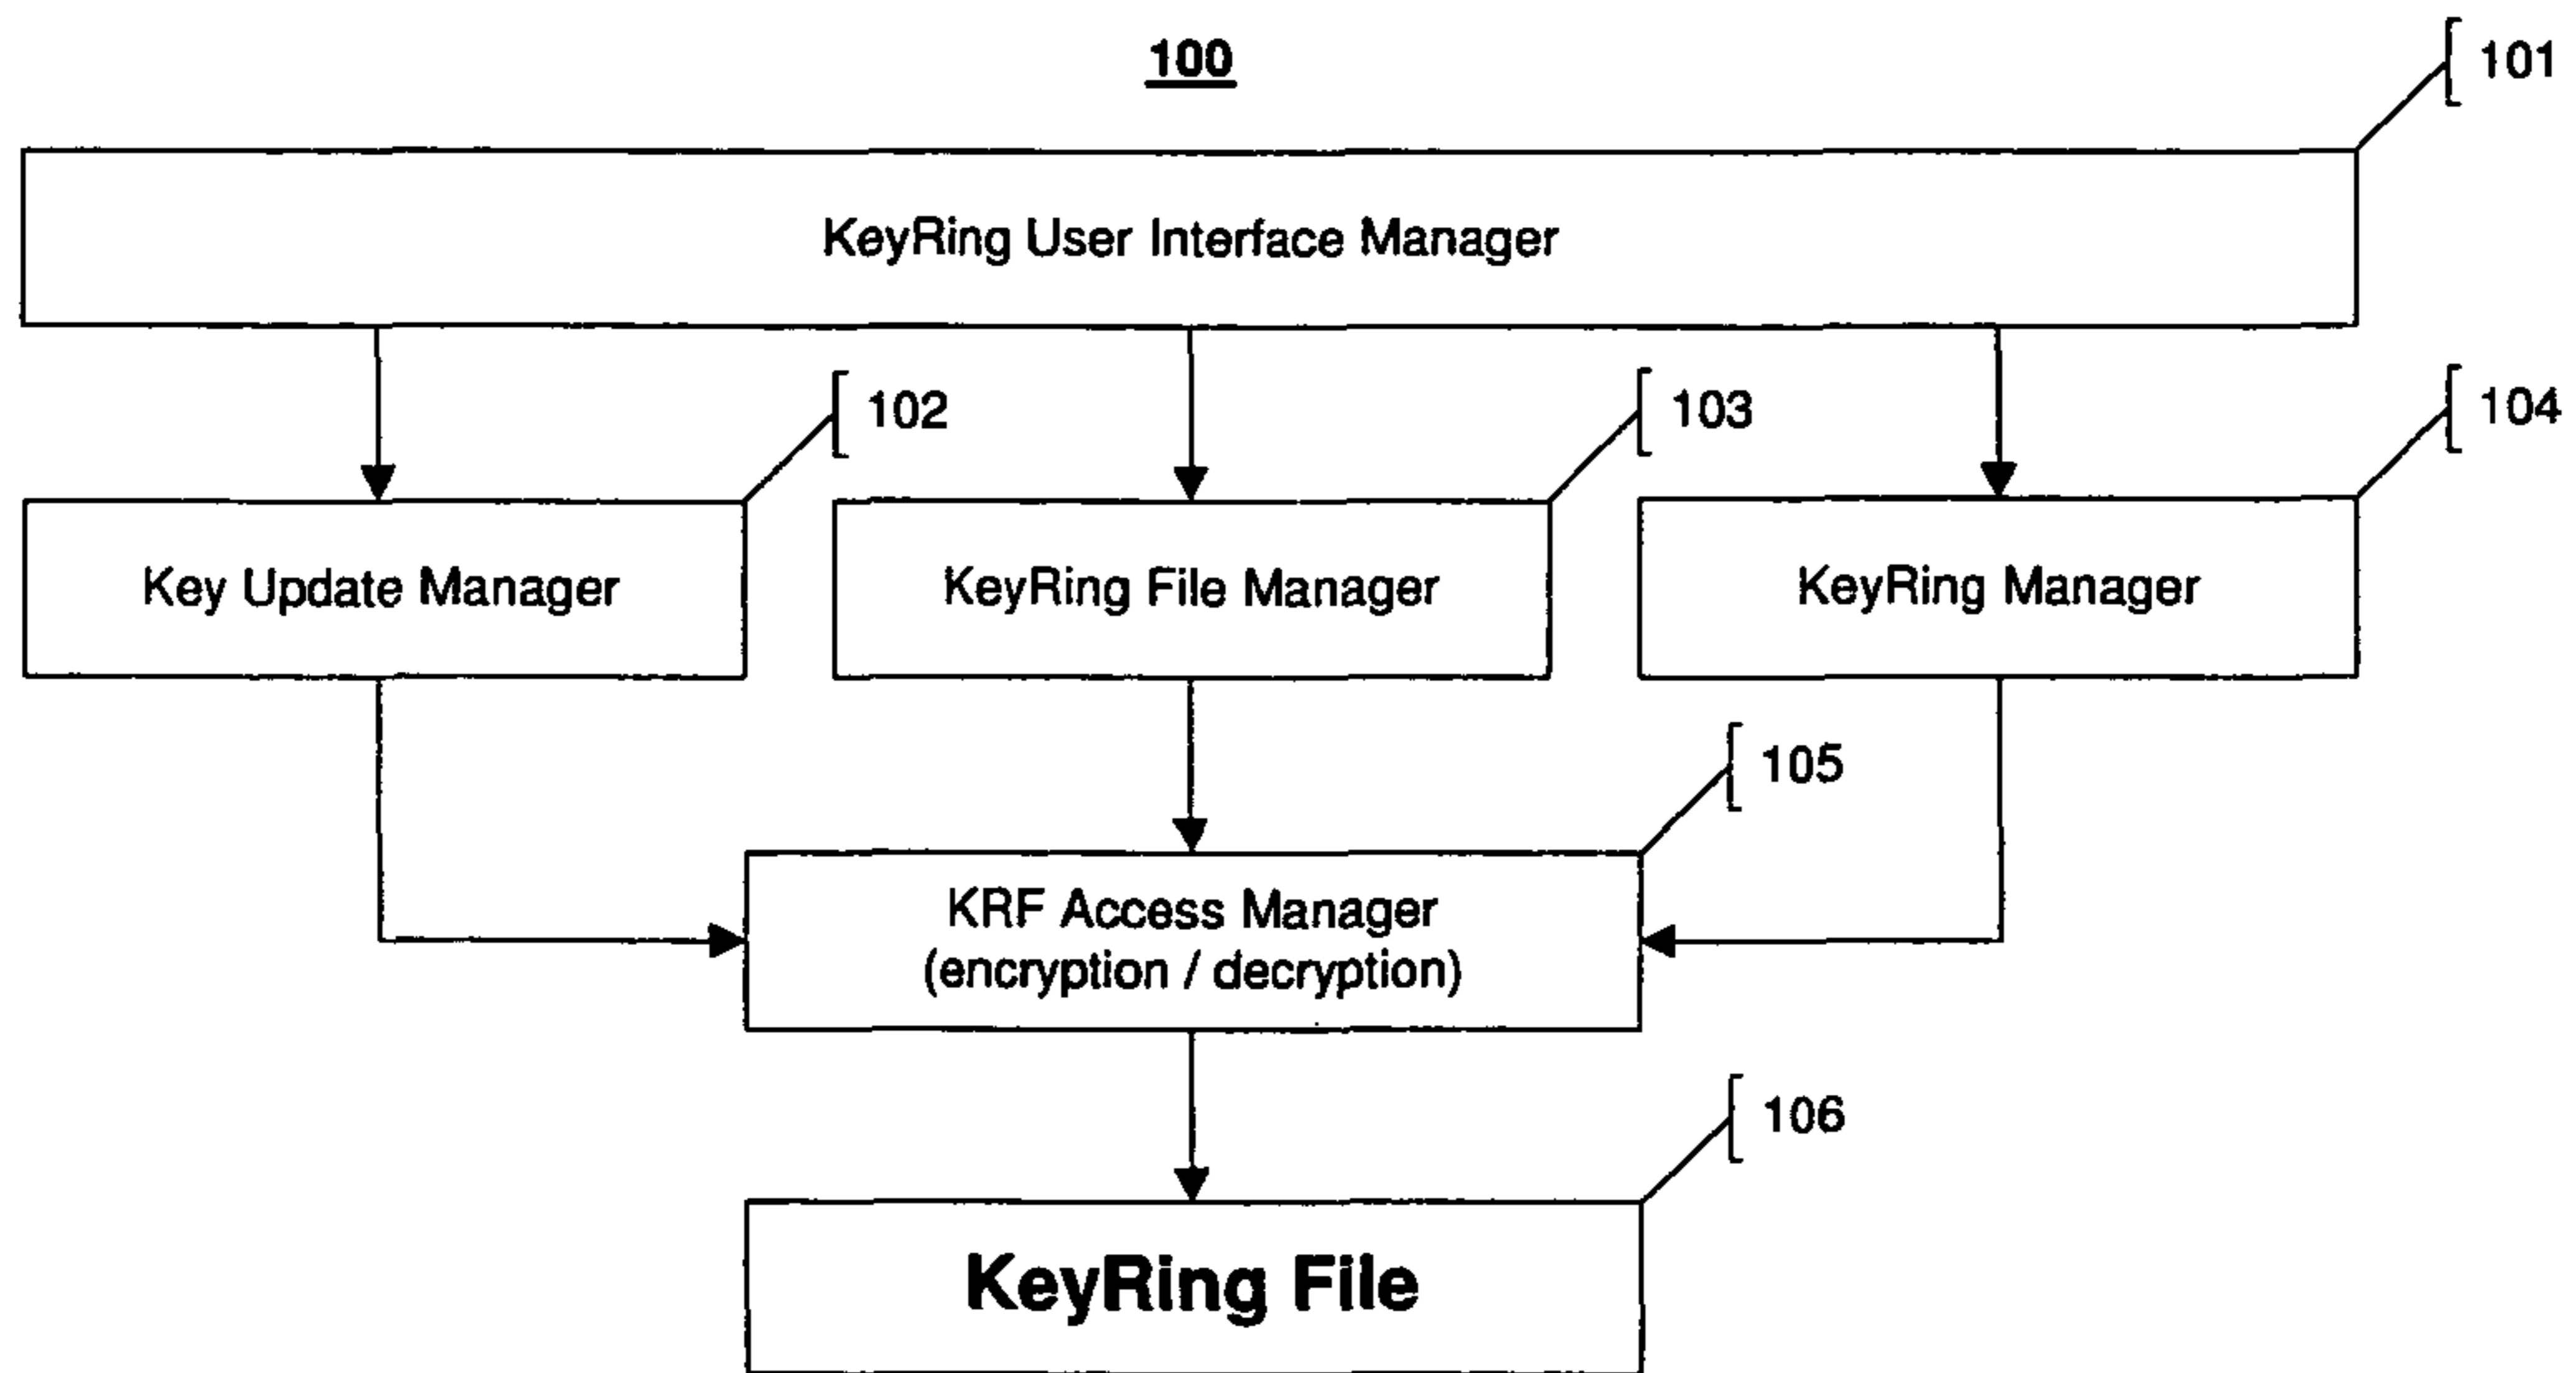 100
101
KeyRing User Interface Manager
102
103
104
Key Update Manager
KeyRing File Manager
KeyRing Manager
105
KRF Access Manager
(encryption / decryption)
106
KeyRing File